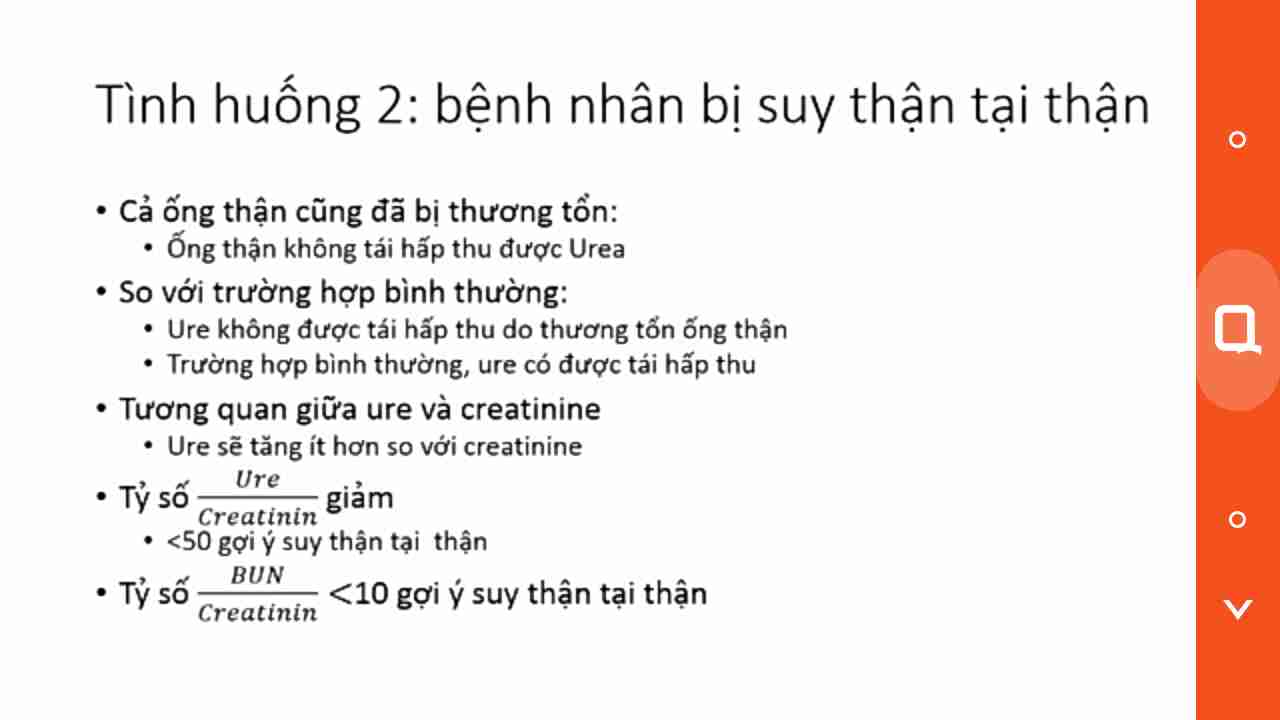 Tình huống 2: bệnh nhân bị suy thận tại thận
• Cả ống thận cũng đã bị thương tổn:
• Ống thận không tái hấp thu được Urea
• So với trường hợp bình thường:
• Ure không được tái hấp thu do thương tổn ống thận
• Trường hợp bình thường, ure có được tái hấp thu
• Tương quan giữa ure và creatinine
• Ure sẽ tăng ít hơn so với creatinine
• Tỷ số Ure/Creatinin giảm
• <50 gợi ý suy thận tại thận
• Tỷ số BUN/Creatinin <10 gợi ý suy thận tại thận